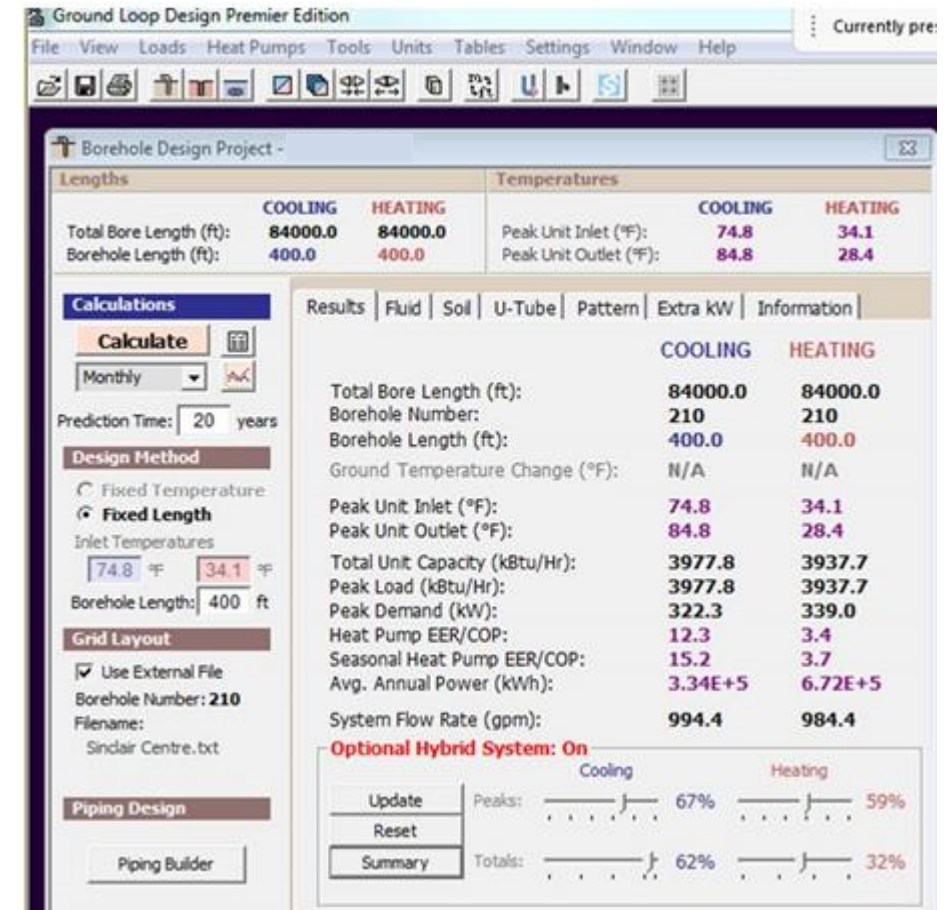 Ground Loop Design Premier Edition
Currently pre
File View Loads Heat Pumps Tools Units Tables Settings Window Help
Borehole Design Project -
Lengths
COOLING HEATING
Total Bore Length (ft): 84000.0 84000.0
Borehole Length (ft): 400.0 400.0
Temperatures
COOLING HEATING
Peak Unit Inlet (°F): 74.8 34.1
Peak Unit Outlet (°F): 84.8 28.4
Calculations
Calculate
Monthly
Prediction Time: 20 years
Design Method
Fixed Temperature
Fixed Length
Inlet Temperatures
74.8 °F 34.1 °F
Borehole Length: 400 ft
Grid Layout
Use External File
Borehole Number: 210
Filename:
Sinclair Centre.txt
Piping Design
Piping Builder
Results Fluid Soil U-Tube Pattern Extra kW Information
COOLING HEATING
Total Bore Length (ft): 84000.0 84000.0
Borehole Number: 210 210
Borehole Length (ft): 400.0 400.0
Ground Temperature Change (°F): N/A N/A
Peak Unit Inlet (°F): 74.8 34.1
Peak Unit Outlet (°F): 84.8 28.4
Total Unit Capacity (kBtu/Hr): 3977.8 3937.7
Peak Load (kBtu/Hr): 3977.8 3937.7
Peak Demand (kW): 322.3 339.0
Heat Pump EER/COP: 12.3 3.4
Seasonal Heat Pump EER/COP: 15.2 3.7
Avg. Annual Power (kWh): 3.34E+5 6.72E+5
System Flow Rate (gpm): 994.4 984.4
Optional Hybrid System: On
Cooling Heating
Update Peaks: 67% 59%
Reset
Summary Totals: 62% 32%